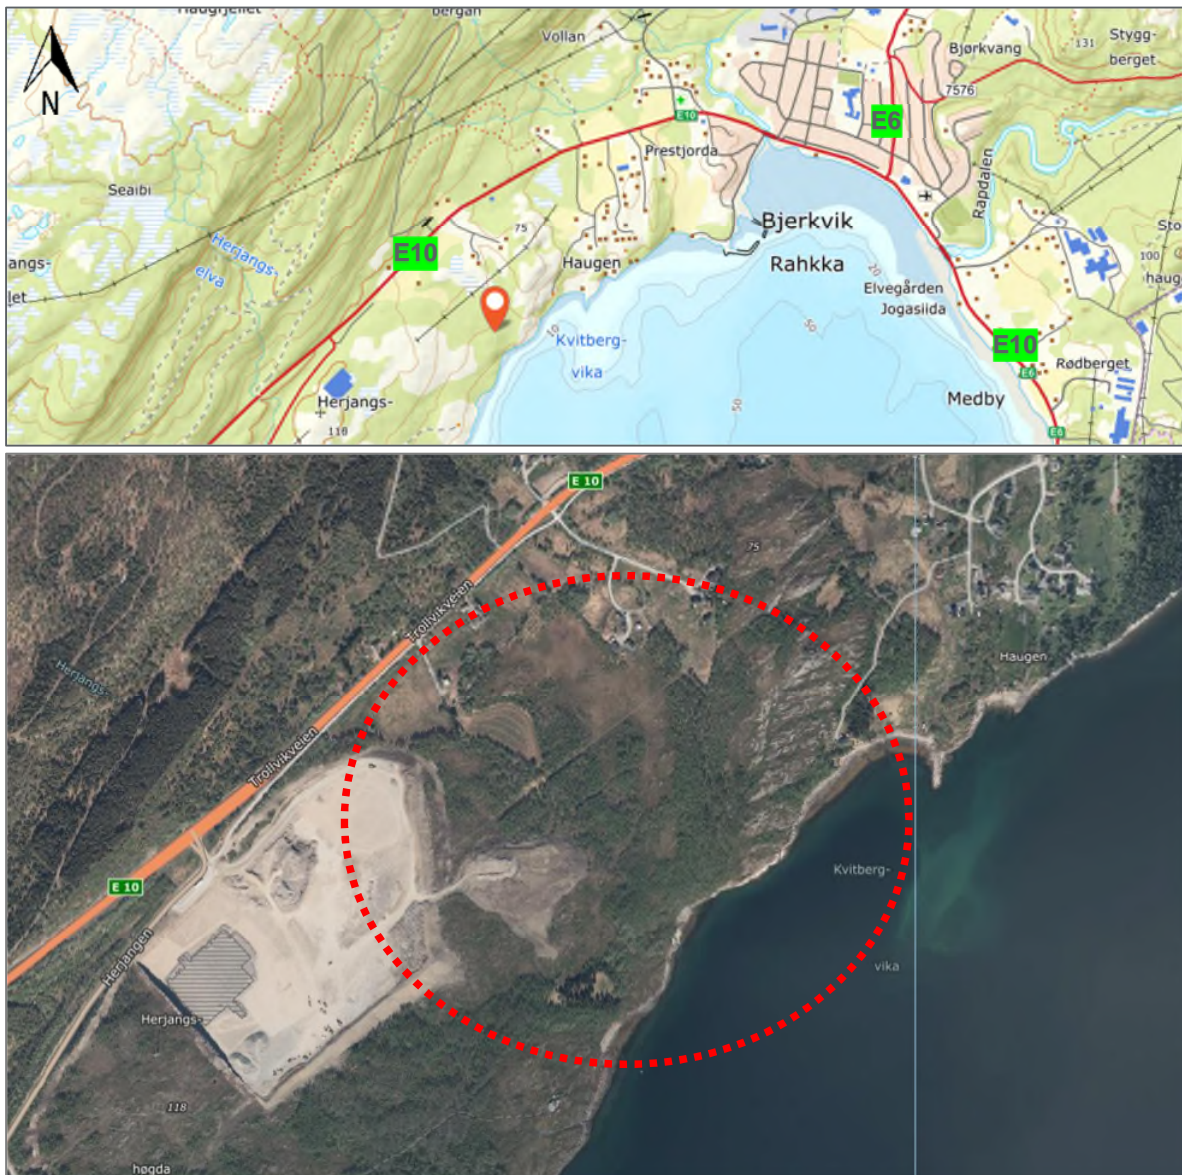 Haugfjellet
bergan
Vollan
Bjørkvang
131
Stygg-
berget
N
7576
E6
E10
Prestjorda
Seaibi
Rapdalen
75
Bjerkvik
E10
Haugen
Rahkka
Herjangs-
elva
angs-
let
Sto
100
haug
20
Elvegården
Jogasiida
10
Kvitberg-
vika
50
50
E10
E6
Rødberget
Herjangs-
118
Medby
E6
E 10
75
Trollvikveien
Haugen
Herjangs-
Trollvikveien
Kvitberg-
E 10
Herjangen
vika
Herjangs-
118
høgda